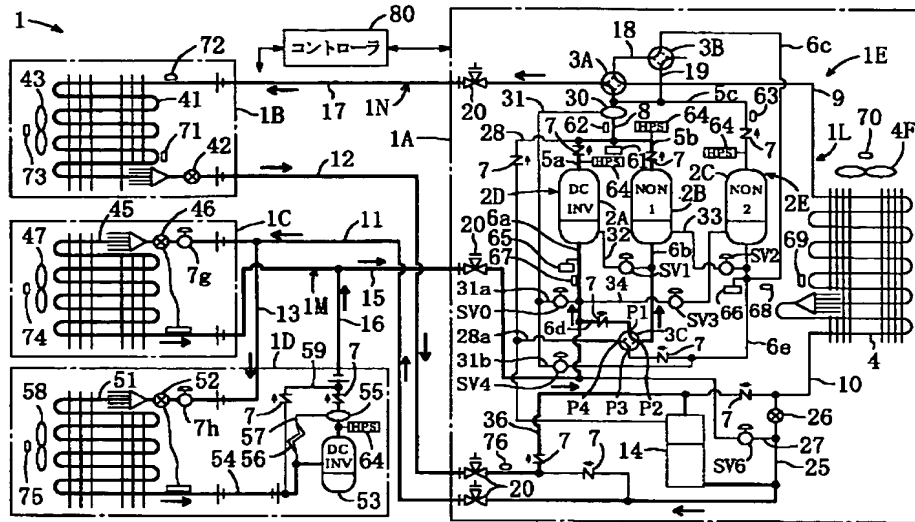 1
80
コントローラ
72
43
41
1B
71
73
42
17
1N
12
20
1A
18
3A
3B
19
6c
1E
31
30
8
64
HPS
5c
63
9
28
62
5b
61
64
HPS
7
5a
HPS
64
2C
1L
70
4F
2D
DC
INV
2A
NON
1
2B
NON
2
2E
6a
65
67
32
6b
33
SV1
SV2
69
47
45
46
1C
11
7g
74
1M
15
13
16
20
31a
SV0
34
SV3
66
68
28a
6d
P1
3C
6e
4
31b
SV4
P4
P3
P2
10
58
51
52
1D
59
7
7
55
57
HPS
56
64
DC
INV
7h
75
54
53
36
76
7
7
20
14
7
26
27
SV6
25